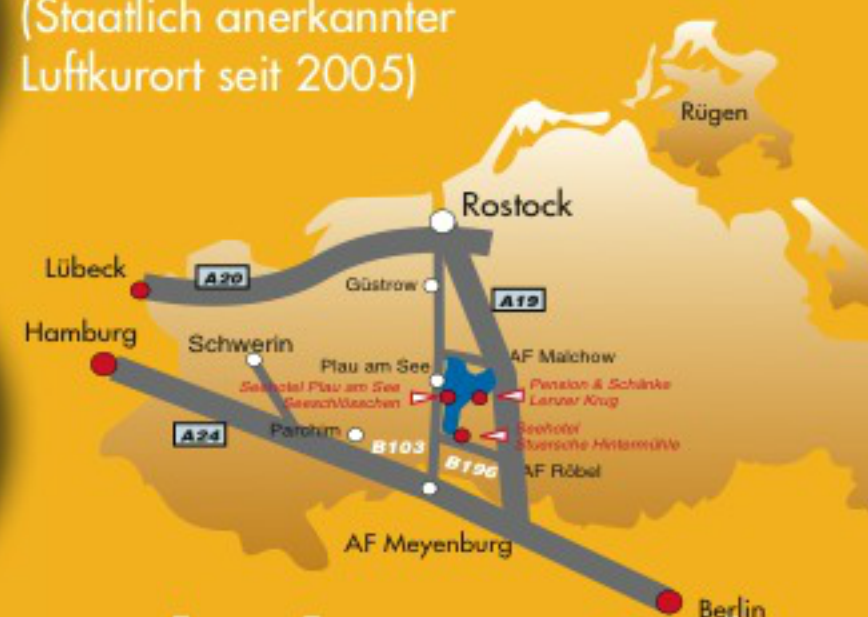 (Staatlich anerkannter
Luftkurort seit 2005)
Rügen
Rostock
Lübeck
A20
Güstrow
A19
Hamburg
Schwerin
AF Malchow
Plau am See
Seehotel Plau am See
Seeschlösschen
Pension & Schänke
Lenzer Krug
A24
Parchim
B103
Seehotel
Stuersche Hintermühle
B196
AF Röbel
AF Meyenburg
Berlin